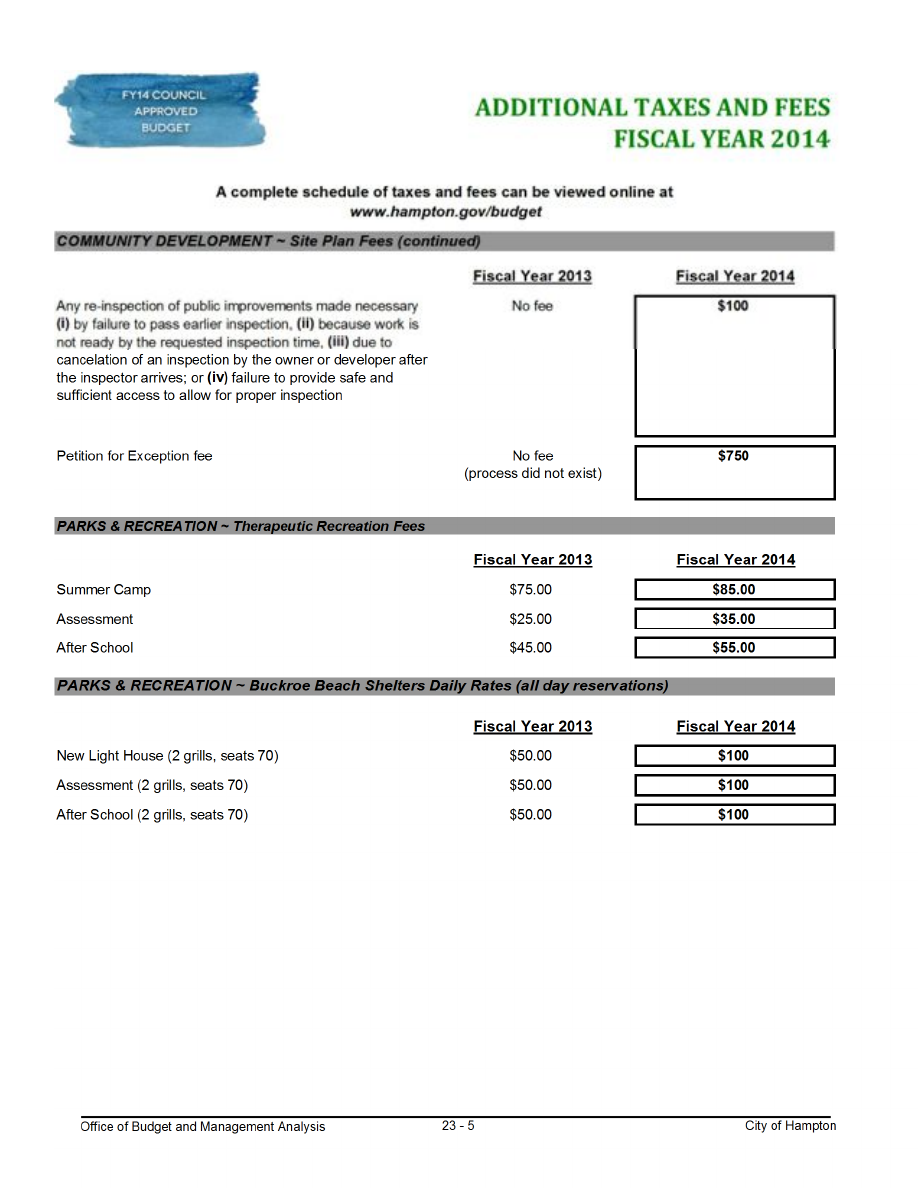 FY14 COUNCIL
APPROVED
BUDGET
ADDITIONAL TAXES AND FEES
FISCAL YEAR 2014
A complete schedule of taxes and fees can be viewed online at
www.hampton.gov/budget
COMMUNITY DEVELOPMENT ~ Site Plan Fees (continued)
Fiscal Year 2013 Fiscal Year 2014
Any re-inspection of public improvements made necessary No fee $100
(i) by failure to pass earlier inspection, (ii) because work is
not ready by the requested inspection time, (iii) due to
cancelation of an inspection by the owner or developer after
the inspector arrives; or (iv) failure to provide safe and
sufficient access to allow for proper inspection
Petition for Exception fee No fee $750
(process did not exist)
PARKS & RECREATION ~ Therapeutic Recreation Fees
Fiscal Year 2013 Fiscal Year 2014
Summer Camp $75.00 $85.00
Assessment $25.00 $35.00
After School $45.00 $55.00
PARKS & RECREATION ~ Buckroe Beach Shelters Daily Rates (all day reservations)
Fiscal Year 2013 Fiscal Year 2014
New Light House (2 grills, seats 70) $50.00 $100
Assessment (2 grills, seats 70) $50.00 $100
After School (2 grills, seats 70) $50.00 $100
Office of Budget and Management Analysis 23 - 5 City of Hampton